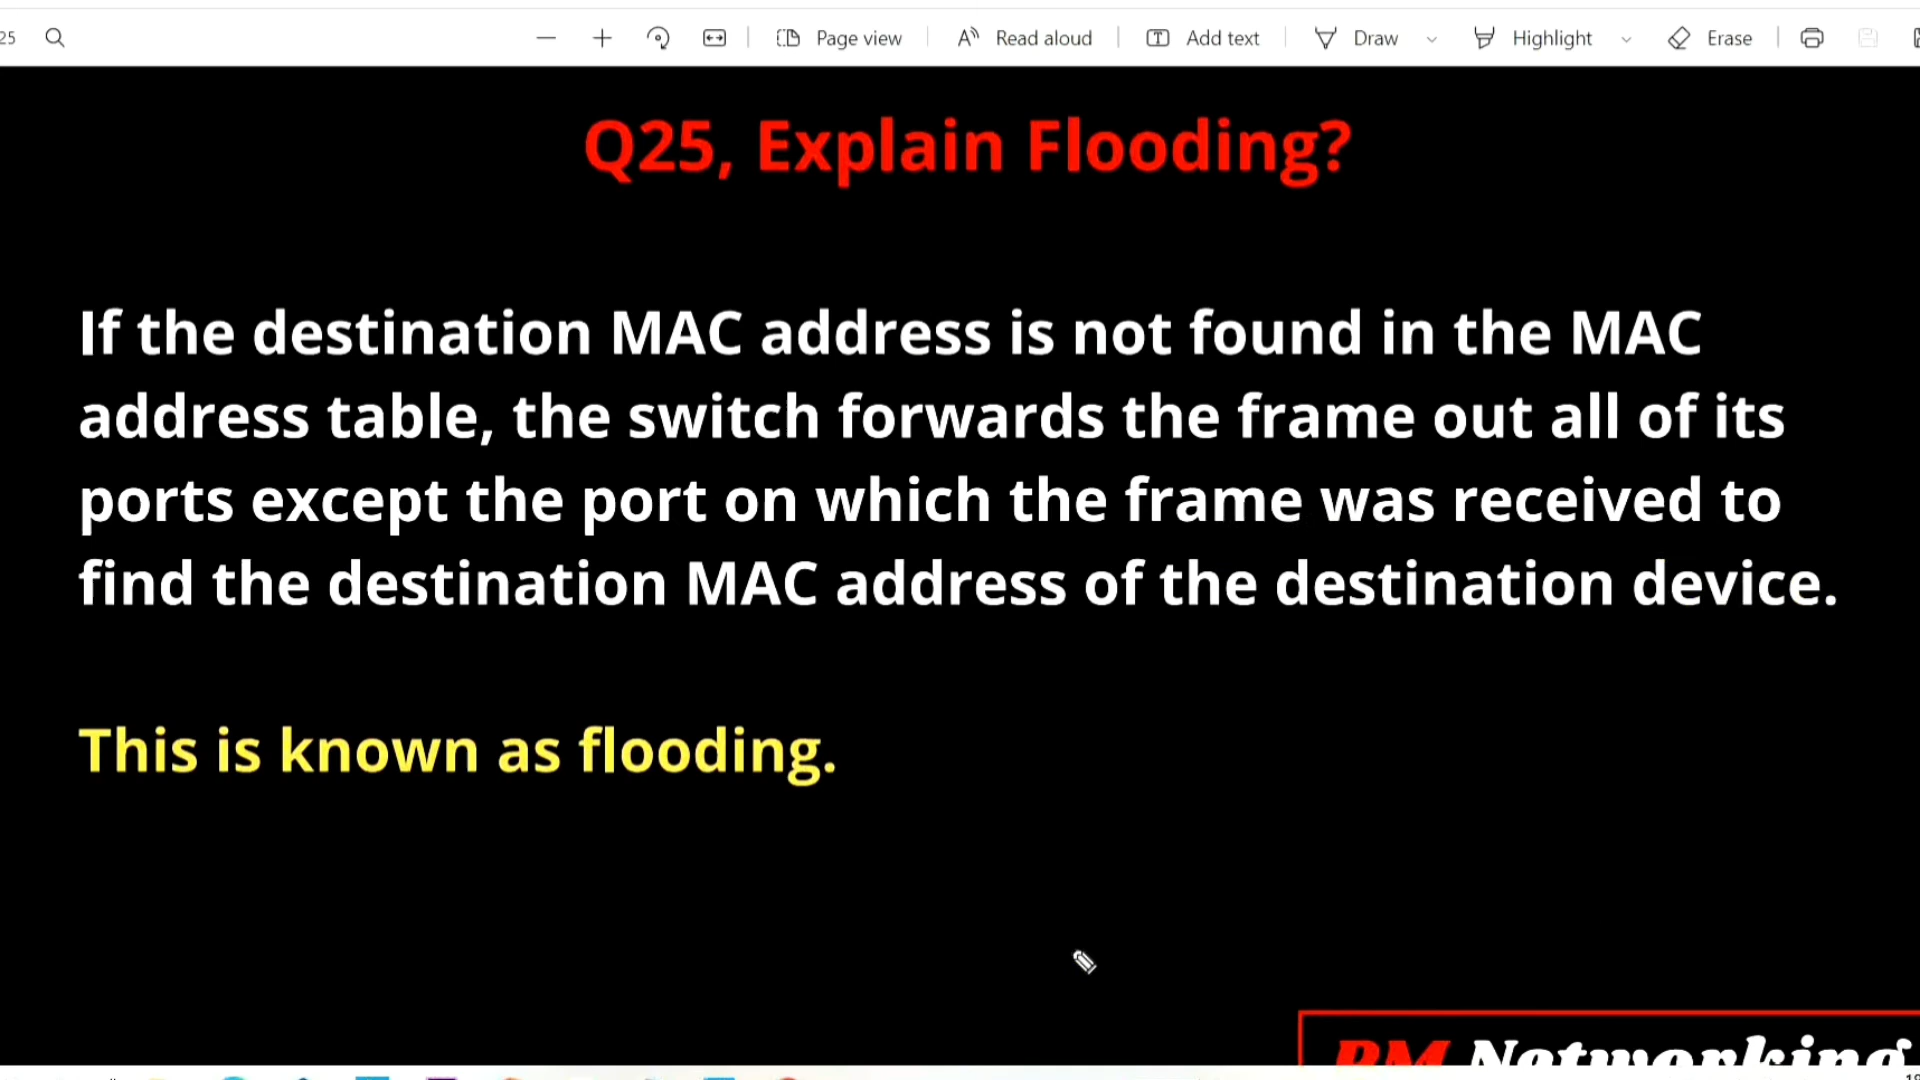 25
Page view
Read aloud
Add text
Draw
Highlight
Erase
Q25, Explain Flooding?
If the destination MAC address is not found in the MAC
address table, the switch forwards the frame out all of its
ports except the port on which the frame was received to
find the destination MAC address of the destination device.
This is known as flooding.
PM Networking